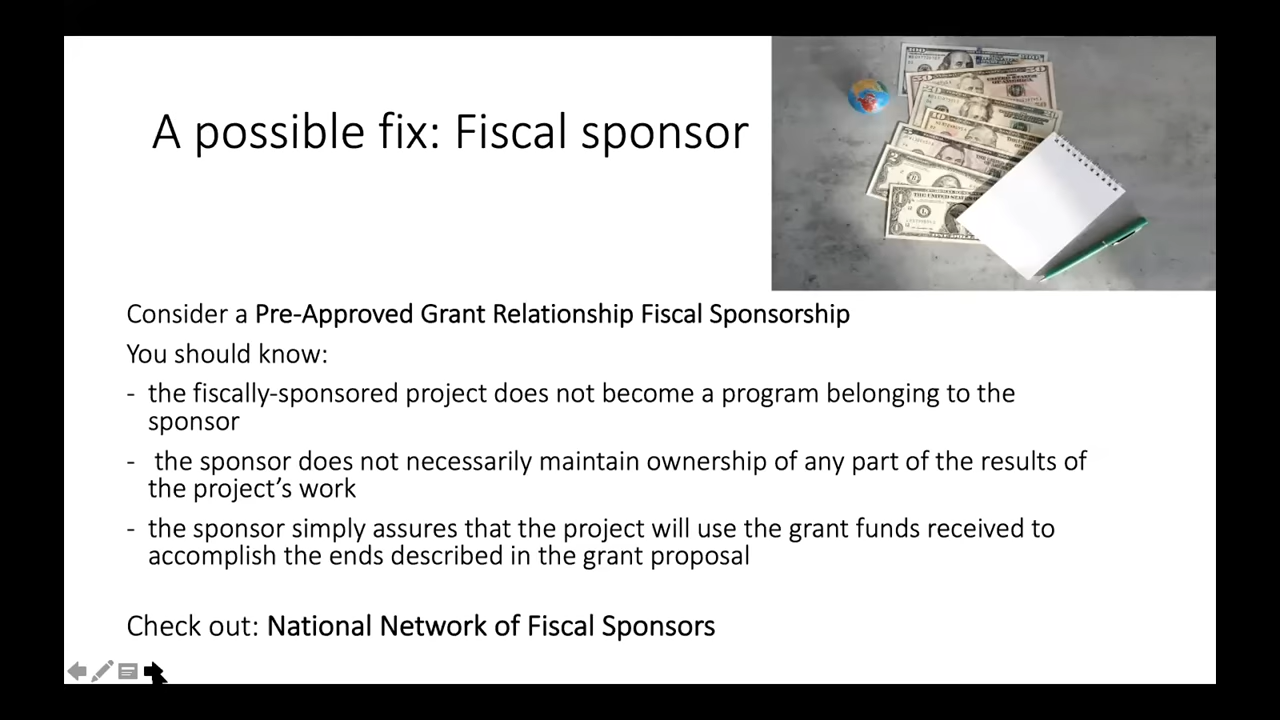 A possible fix: Fiscal sponsor
Consider a Pre-Approved Grant Relationship Fiscal Sponsorship
You should know:
- the fiscally-sponsored project does not become a program belonging to the
sponsor
- the sponsor does not necessarily maintain ownership of any part of the results of
the project’s work
- the sponsor simply assures that the project will use the grant funds received to
accomplish the ends described in the grant proposal
Check out: National Network of Fiscal Sponsors